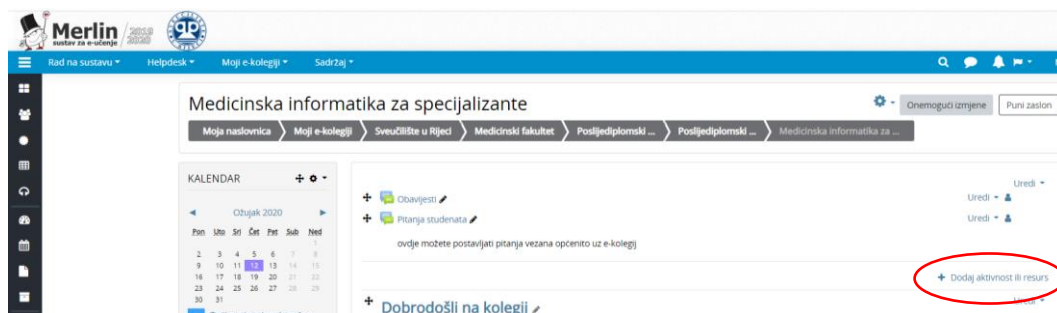 Merlin 2019 2020
sustav za e-učenje
Rad na sustavu Helpdesk Moji e-kolegiji Sadržaj
Medicinska informatika za specijalizante
Onemogući izmjene Puni zaslon
Moja naslovnica Moji e-kolegiji Sveučilište u Rijeci Medicinski fakultet Poslijediplomski ... Poslijediplomski ... Medicinska informatika za ...
KALENDAR
Uredi
Obavijesti Uredi
Pitanja studenata Uredi
ovdje možete postavljati pitanja vezana općenito uz e-kolegij
Ožujak 2020
Pon Uto Sri Čet Pet Sub Ned
1
2 3 4 5 6 7 8
9 10 11 12 13 14 15
16 17 18 19 20 21 22
23 24 25 26 27 28 29
30 31
Dodaj aktivnost ili resurs
Dobrodošli na kolegij
Uredi